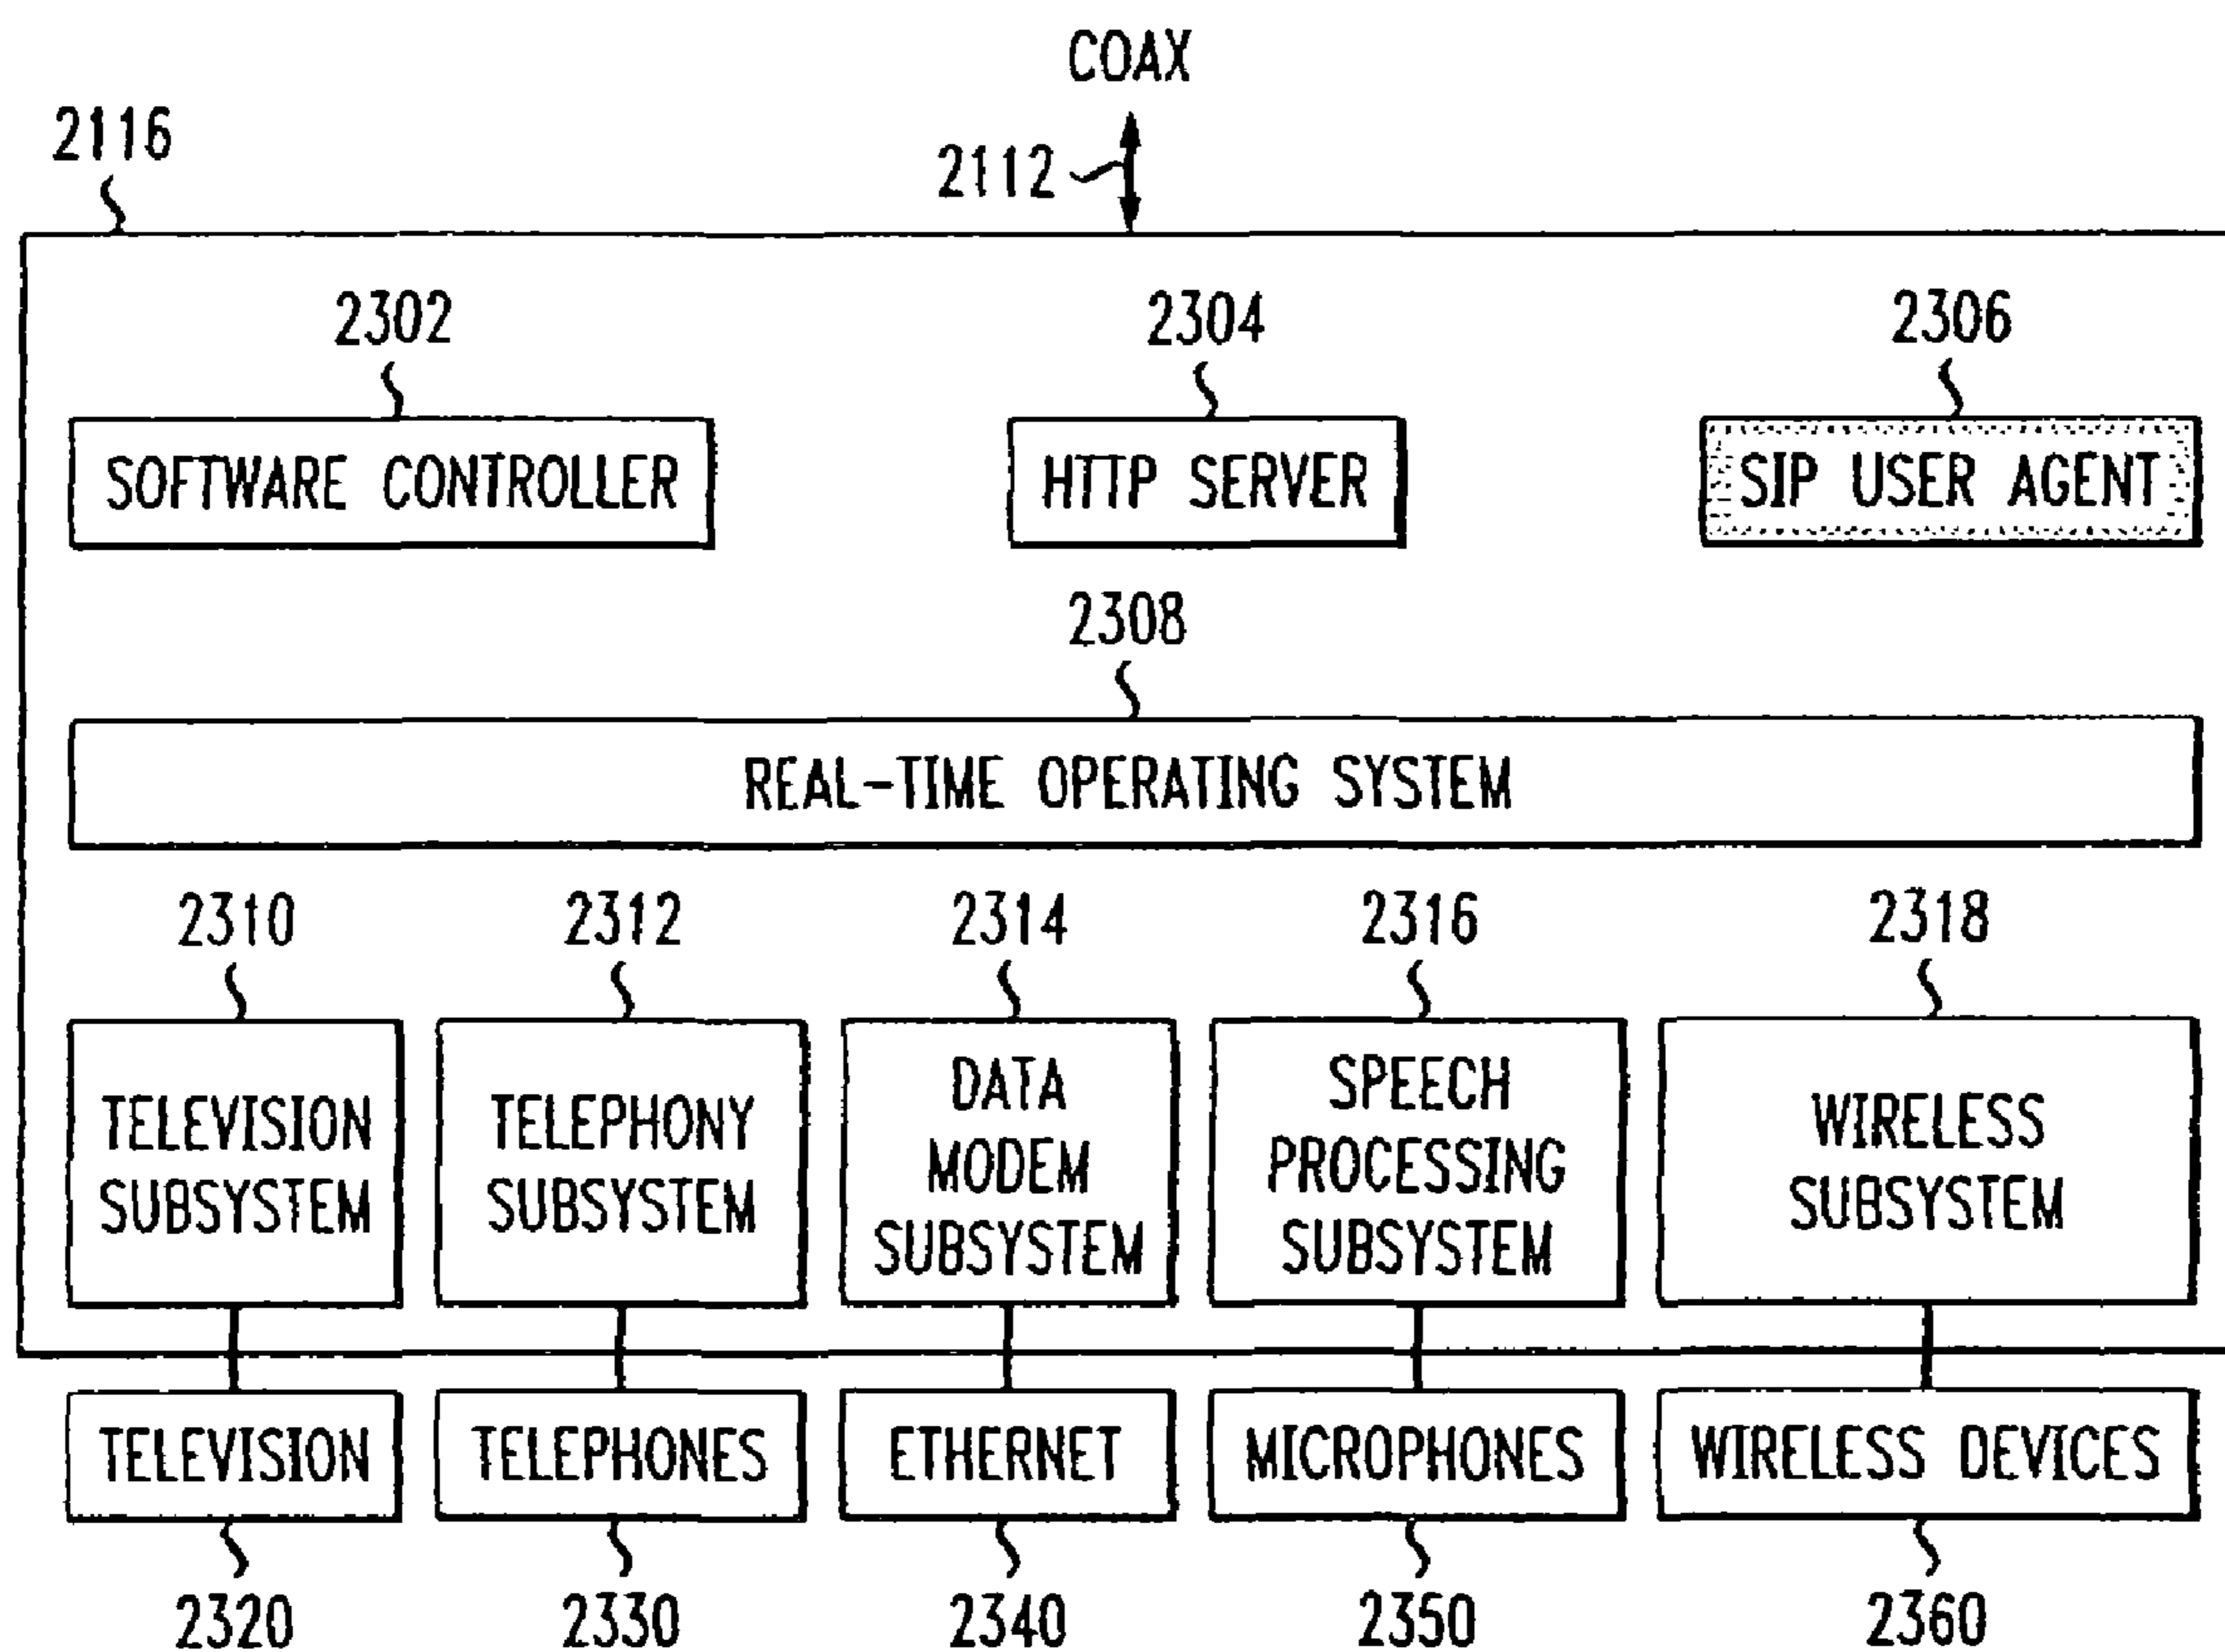 COAX
2116
2112
2302
2304
2306
SOFTWARE CONTROLLER
HTTP SERVER
SIP USER AGENT
2308
REAL-TIME OPERATING SYSTEM
2310
2312
2314
2316
2318
TELEVISION
SUBSYSTEM
TELEPHONY
SUBSYSTEM
DATA
MODEM
SUBSYSTEM
SPEECH
PROCESSING
SUBSYSTEM
WIRELESS
SUBSYSTEM
TELEVISION
TELEPHONES
ETHERNET
MICROPHONES
WIRELESS DEVICES
2320
2330
2340
2350
2360